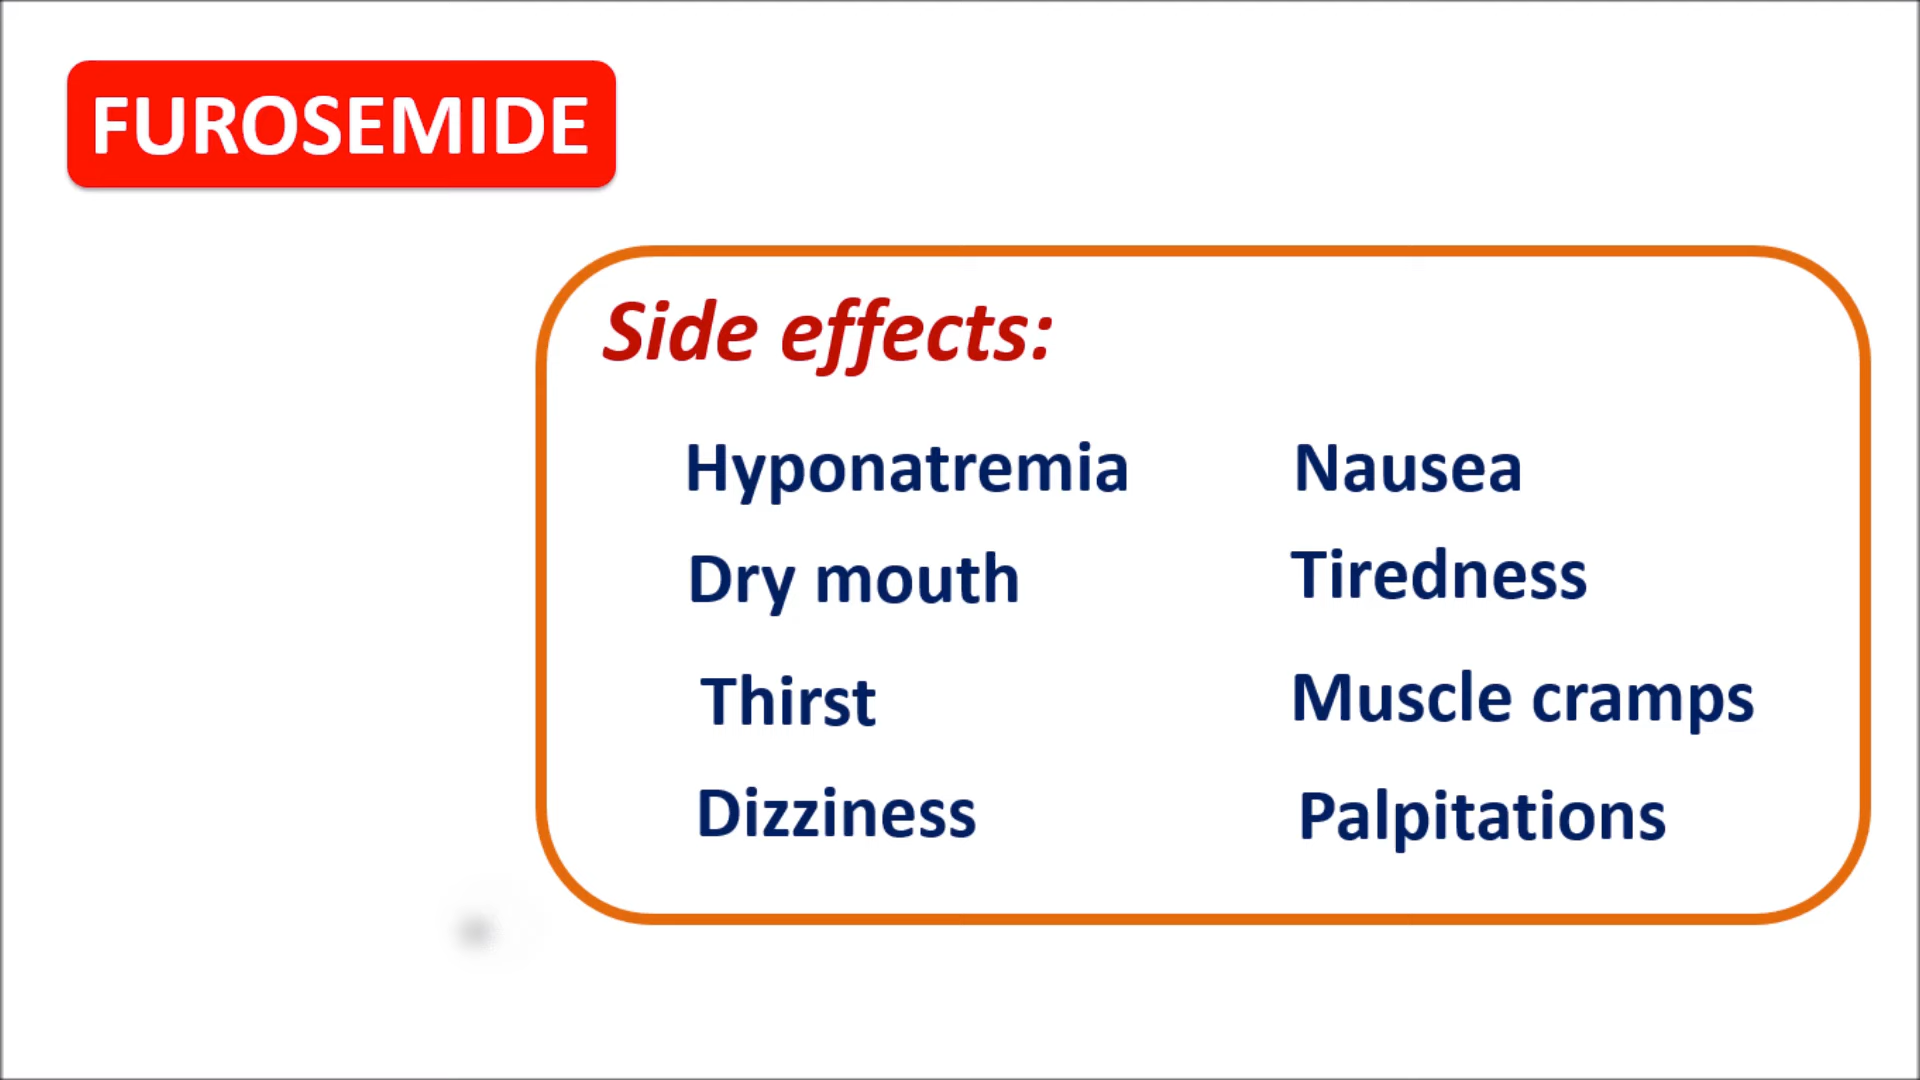 FUROSEMIDE
Side effects:
Hyponatremia
Dry mouth
Thirst
Dizziness
Nausea
Tiredness
Muscle cramps
Palpitations